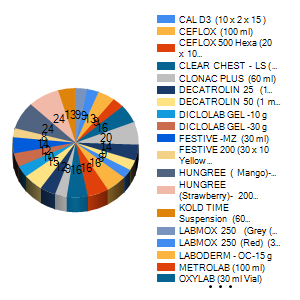 CAL D3 (10 x 2 x 15 )
CEFLOX (100 ml)
CEFLOX 500 Hexa (20
x 10...
CLEAR CHEST - LS (...
CLONAC PLUS (60 ml)
DECATROLIN 25 (1...
DECATROLIN 50 (1 m...
DICLOLAB GEL -10 g
DICLOLAB GEL -30 g
FESTIVE -MZ (30 ml)
FESTIVE 200 (30 x 10
Yellow...
HUNGREE ( Mango)-...
HUNGREE
(Strawberry)- 200...
KOLD TIME
Suspension (60...
LABMOX 250 (Grey (...
LABMOX 250 (Red) (3...
LABODERM - OC-15 g
METROLAB (100 ml)
OXYLAB (30 ml Vial)
24
13
24
20
14
16
16